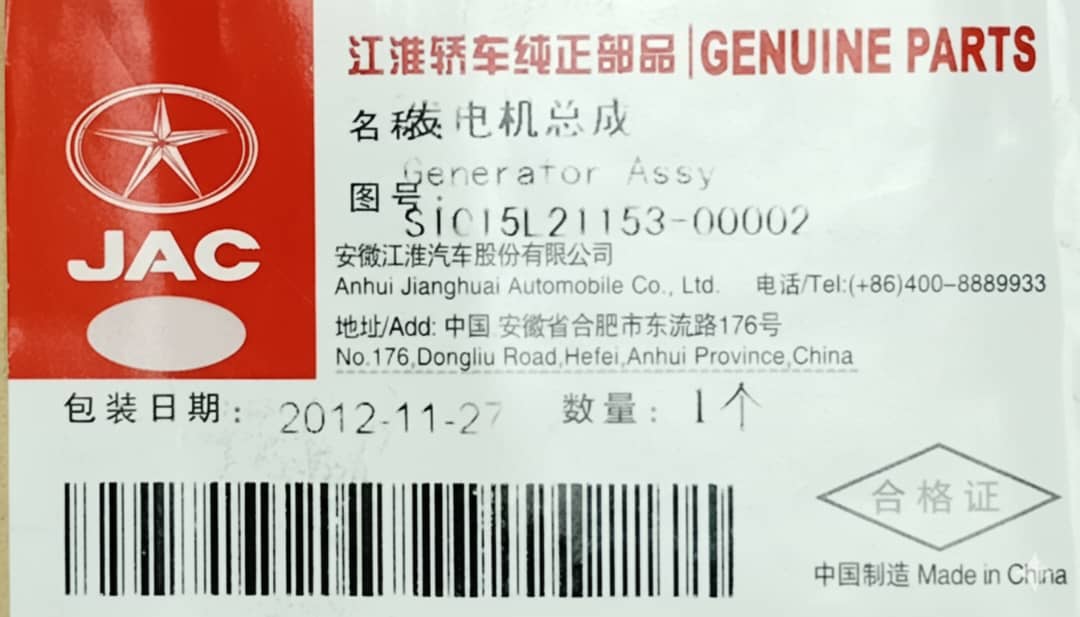 江淮轿车纯正部品|GENUINE PARTS
JAC
名称:发电机总成
Generator Assy
图号:
S1015L21153-00002
安徽江淮汽车股份有限公司
Anhui Jianghuai Automobile Co., Ltd. 电话/Tel:(+86)400-8889933
地址/Add: 中国 安徽省合肥市东流路176号
No.176,Dongliu Road,Hefei,Anhui Province,China
包装日期: 2012-11-27 数量: 1个
合格证
中国制造 Made in China